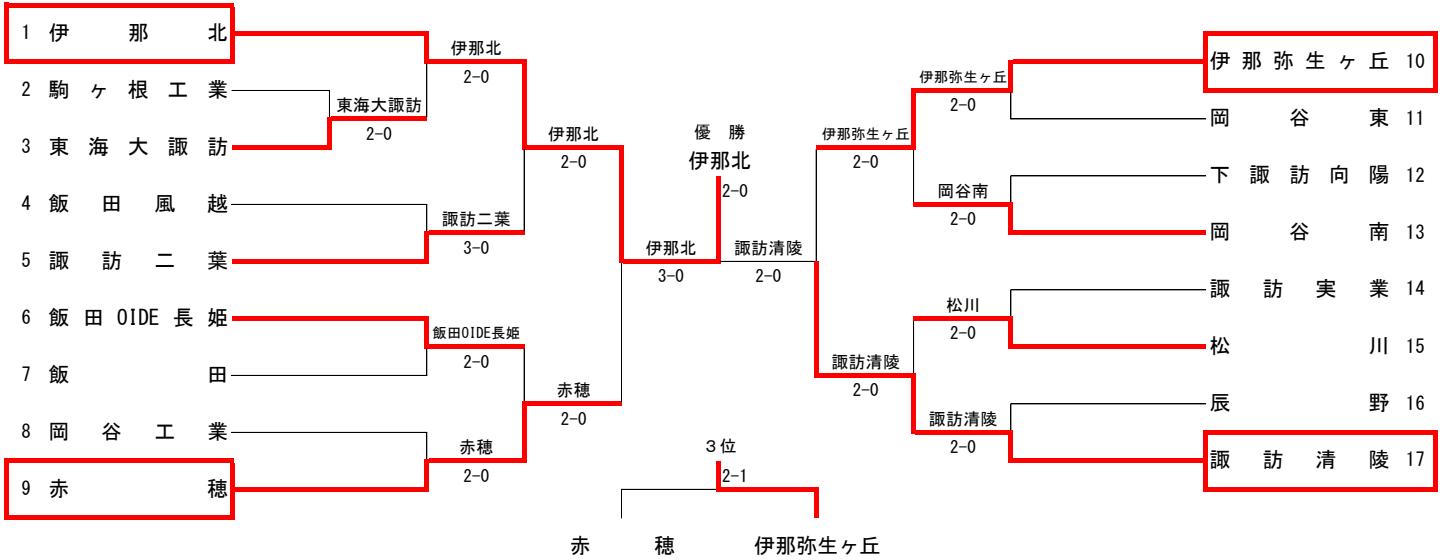 1 伊那北
2 駒ヶ根工業
3 東海大諏訪
4 飯田風越
5 諏訪二葉
6 飯田OIDE長姫
7 飯田
8 岡谷工業
9 赤穂
東海大諏訪
2-0
伊那北
2-0
諏訪二葉
3-0
飯田OIDE長姫
2-0
赤穂
2-0
伊那北
2-0
赤穂
2-0
伊那北
3-0
優勝
伊那北
2-0
諏訪清陵
2-0
伊那弥生ヶ丘
2-0
諏訪清陵
2-0
伊那弥生ヶ丘
2-0
岡谷南
2-0
松川
2-0
諏訪清陵
2-0
伊那弥生ヶ丘 10
岡谷東 11
下諏訪向陽 12
岡谷南 13
諏訪実業 14
松川 15
辰野 16
諏訪清陵 17
3位
2-1
赤穂 伊那弥生ヶ丘